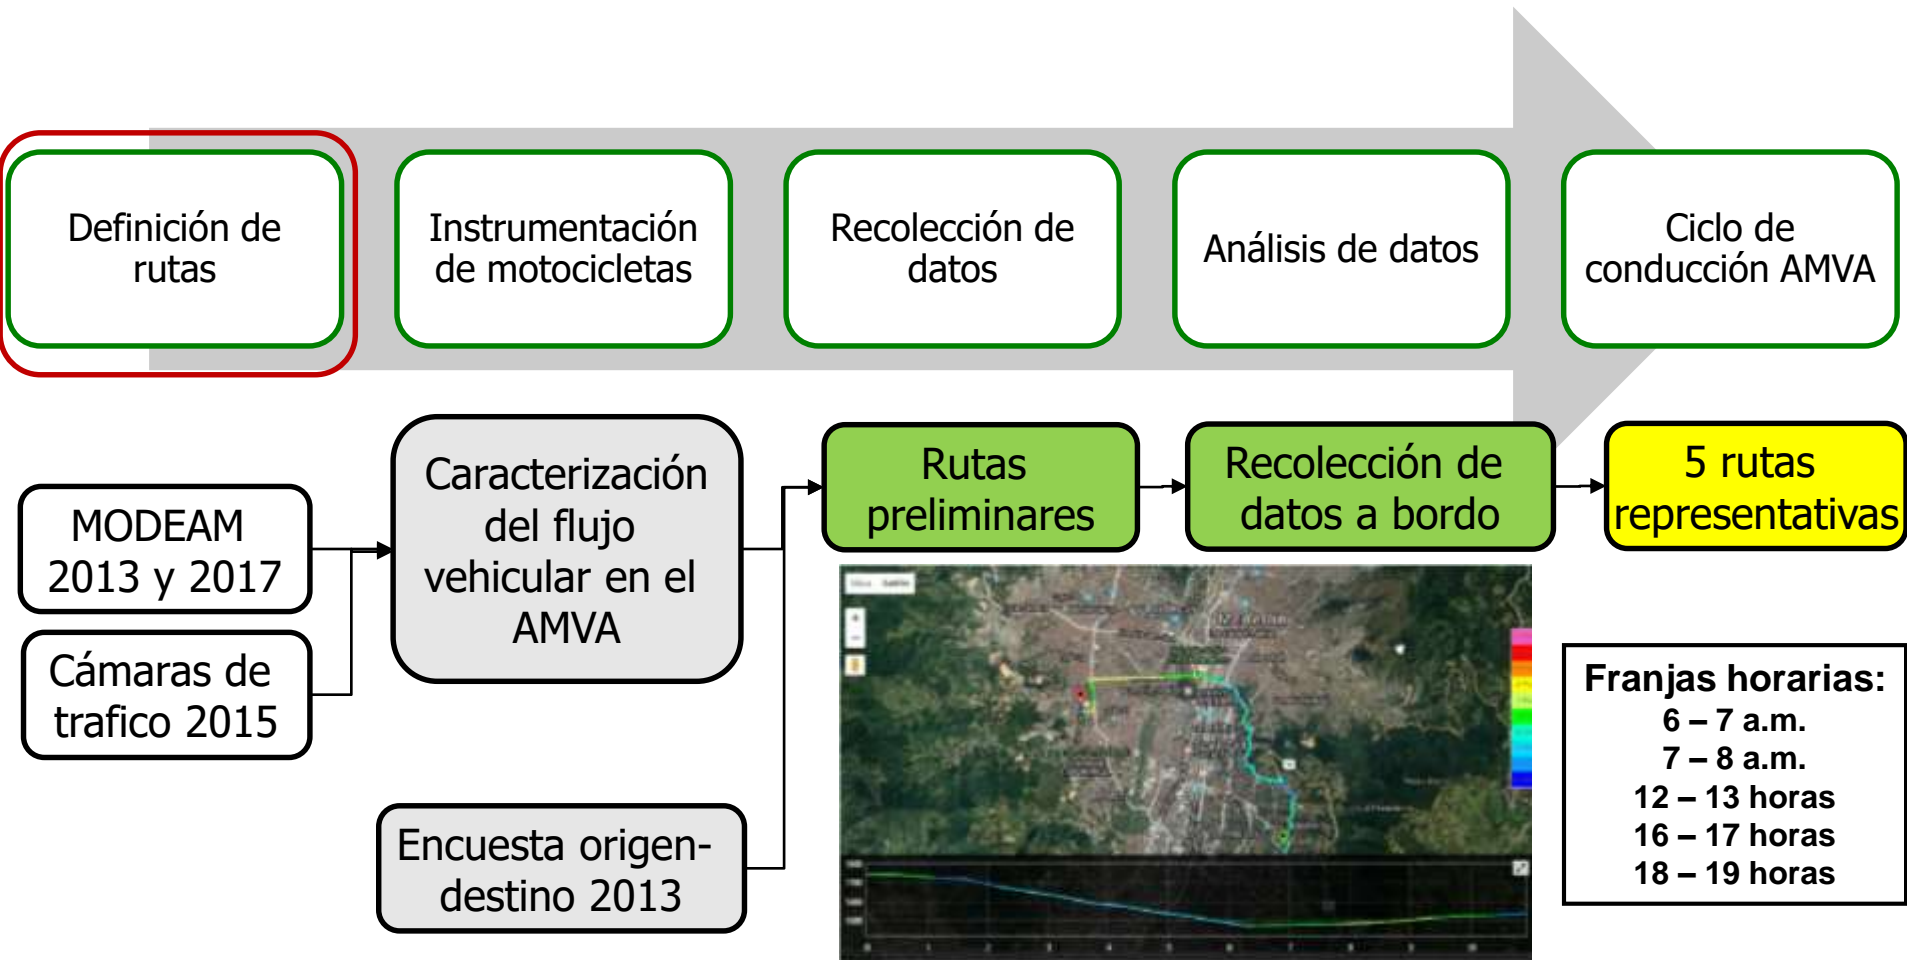 Definición de
rutas
Instrumentación
de motocicletas
Recolección de
datos
Análisis de datos
Ciclo de
conducción AMVA
MODEAM
2013 y 2017
Cámaras de
trafico 2015
Caracterización
del flujo
vehicular en el
AMVA
Encuesta origen-
destino 2013
Rutas
preliminares
Recolección de
datos a bordo
5 rutas
representativas
Franjas horarias:
6 – 7 a.m.
7 – 8 a.m.
12 – 13 horas
16 – 17 horas
18 – 19 horas